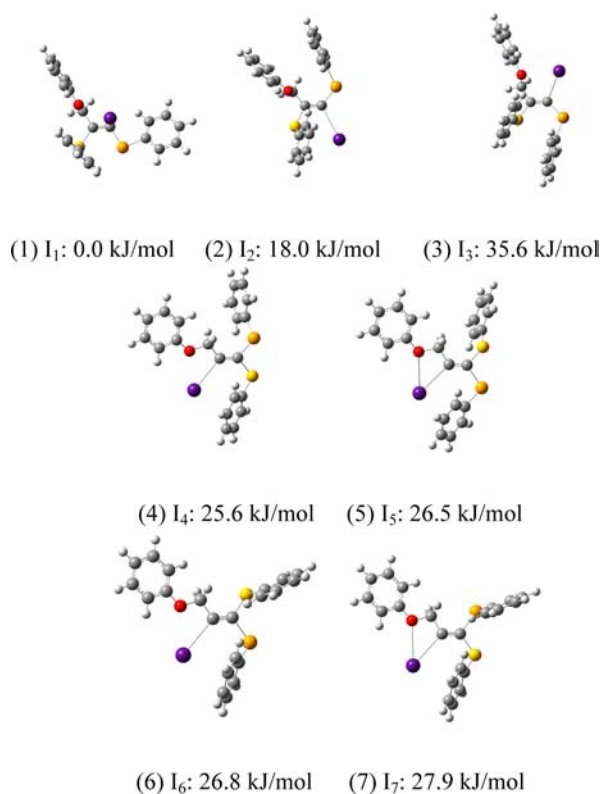 (1) I₁: 0.0 kJ/mol (2) I₂: 18.0 kJ/mol (3) I₃: 35.6 kJ/mol
(4) I₄: 25.6 kJ/mol (5) I₅: 26.5 kJ/mol
(6) I₆: 26.8 kJ/mol (7) I₇: 27.9 kJ/mol